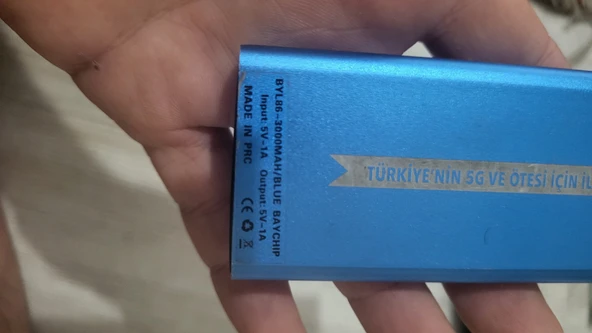 BYL86-3000MAH/BLUE BAYCHIP
Input: 5V-1A Output: 5V-1A
MADE IN PRC CE
TÜRKİYE'NİN 5G VE ÖTESİ İÇİN